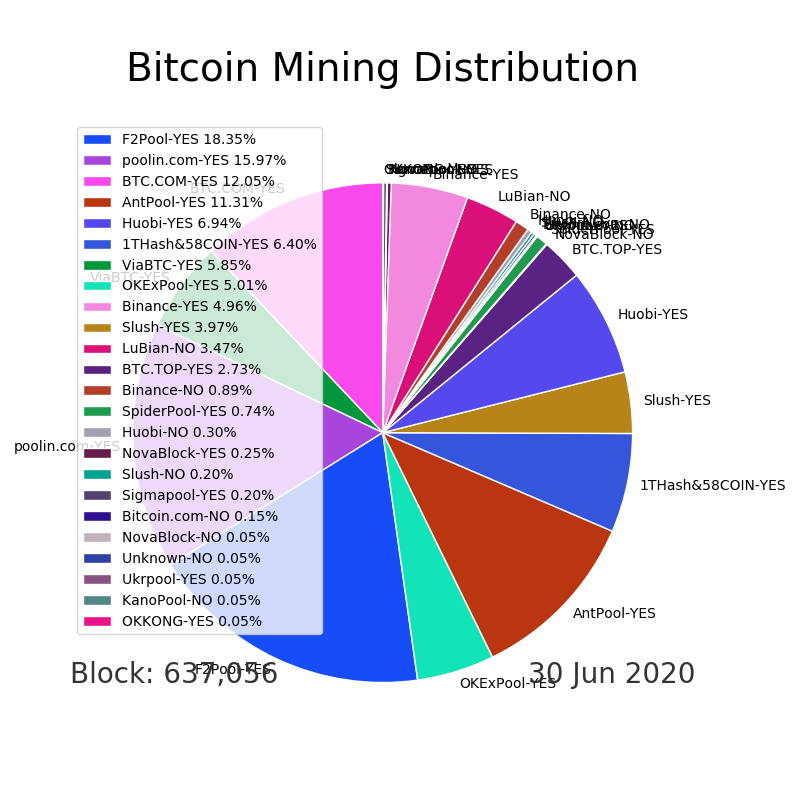 Bitcoin Mining Distribution
F2Pool-YES 18.35%
poolin.com-YES 15.97%
BTC.COM-YES 12.05%
AntPool-YES 11.31%
Huobi-YES 6.94%
1THash&58COIN-YES 6.40%
ViaBTC-YES 5.85%
OKExPool-YES 5.01%
Binance-YES 4.96%
Slush-YES 3.97%
LuBian-NO 3.47%
BTC.TOP-YES 2.73%
Binance-NO 0.89%
SpiderPool-YES 0.74%
Huobi-NO 0.30%
NovaBlock-YES 0.25%
Slush-NO 0.20%
Sigmapool-YES 0.20%
Bitcoin.com-NO 0.15%
NovaBlock-NO 0.05%
Unknown-NO 0.05%
Ukrpool-YES 0.05%
KanoPool-NO 0.05%
OKKONG-YES 0.05%
BTC.COM-YES
ViaBTC-YES
poolin.com-YES
F2Pool-YES
OKExPool-YES
AntPool-YES
1THash&58COIN-YES
Slush-YES
Huobi-YES
BTC.TOP-YES
NovaBlock-NO
Binance-NO
LuBian-NO
Binance-YES
Block: 637,056
30 Jun 2020